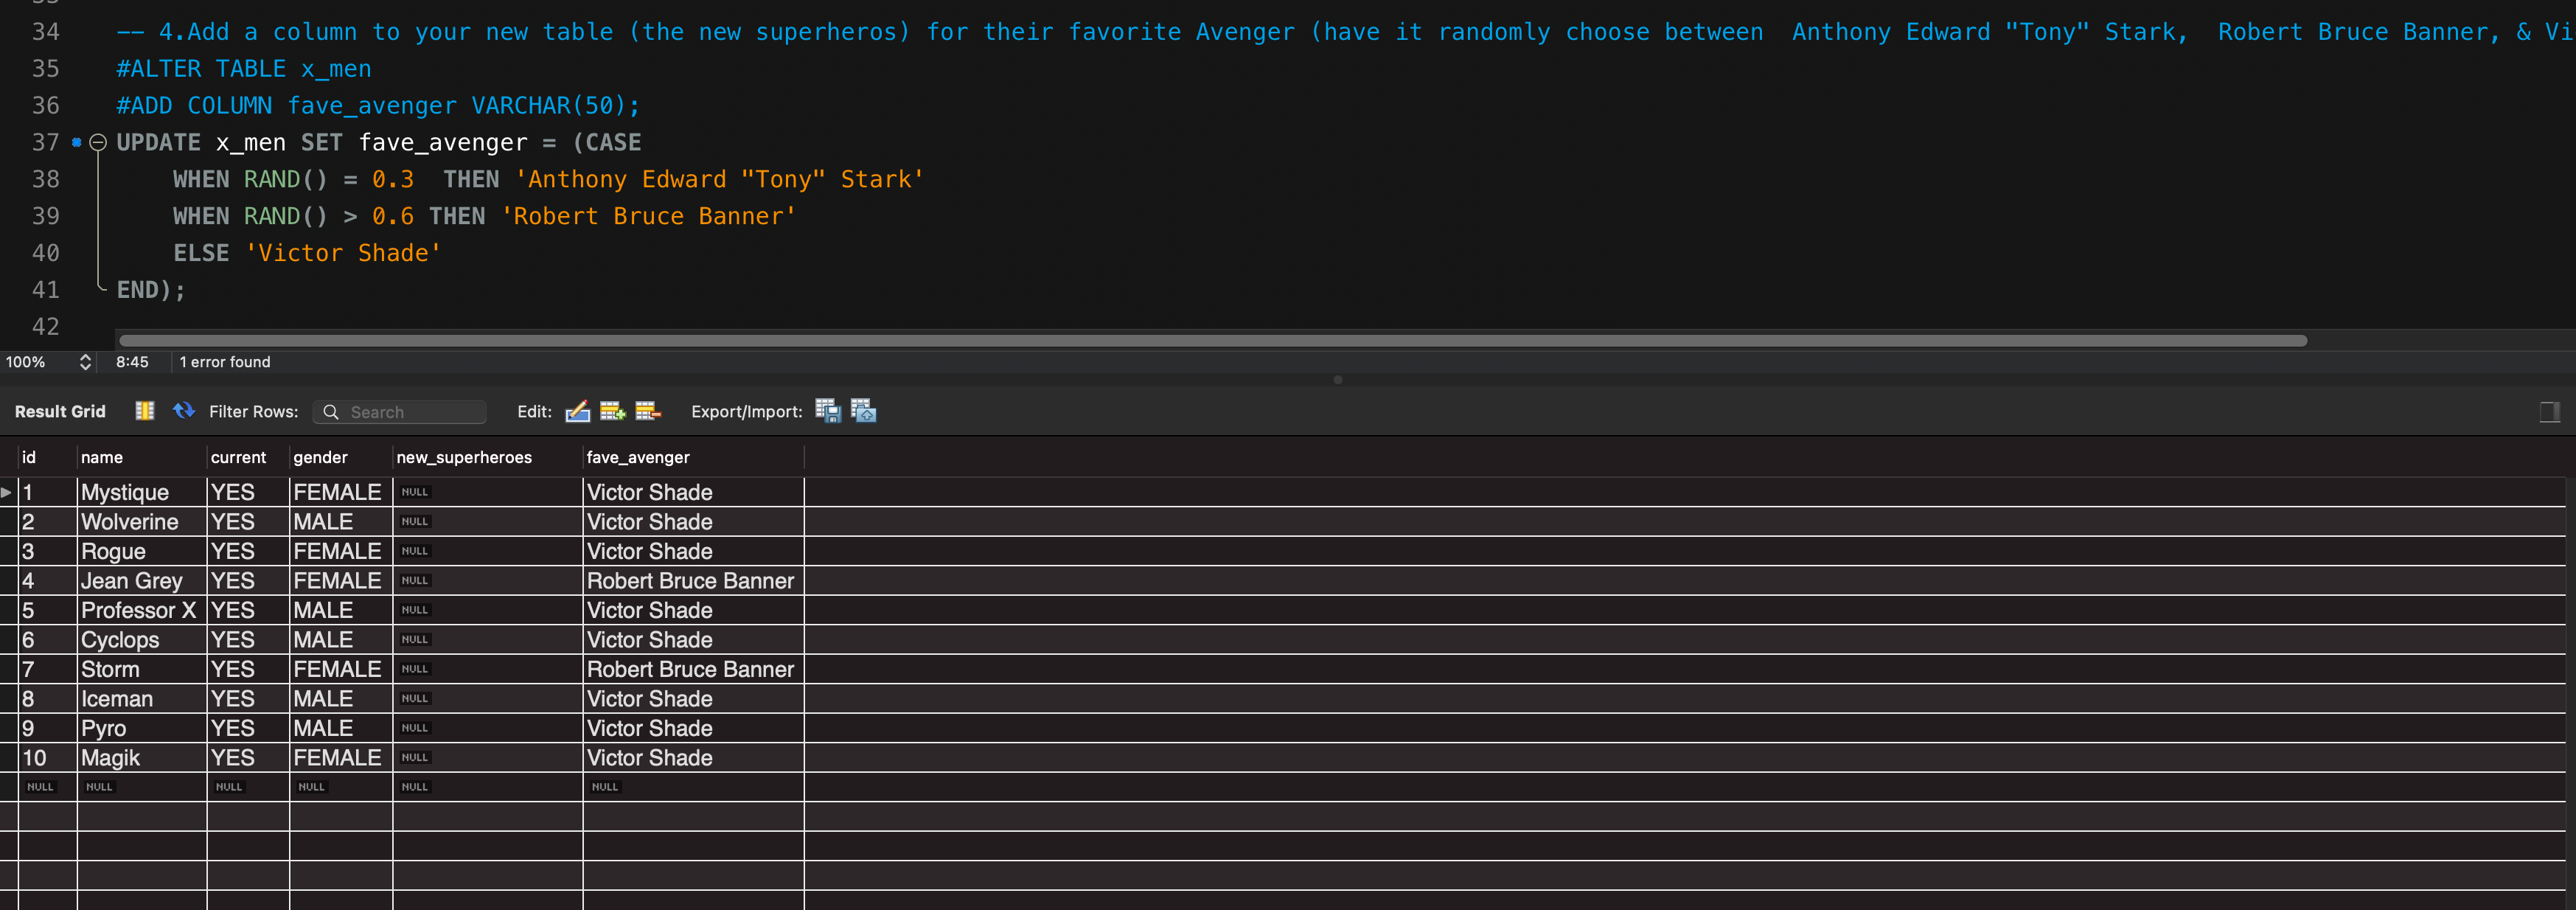 34 -- 4.Add a column to your new table (the new superheros) for their favorite Avenger (have it randomly choose between  Anthony Edward "Tony" Stark,  Robert Bruce Banner, & Vi
35 #ALTER TABLE x_men
36 #ADD COLUMN fave_avenger VARCHAR(50);
37 UPDATE x_men SET fave_avenger = (CASE
38 WHEN RAND() = 0.3  THEN 'Anthony Edward "Tony" Stark'
39 WHEN RAND() > 0.6 THEN 'Robert Bruce Banner'
40 ELSE 'Victor Shade'
41 END);
42
100% 8:45 1 error found
Result Grid Filter Rows: Search Edit: Export/Import:
id name current gender new_superheroes fave_avenger
1 Mystique YES FEMALE NULL Victor Shade
2 Wolverine YES MALE NULL Victor Shade
3 Rogue YES FEMALE NULL Victor Shade
4 Jean Grey YES FEMALE NULL Robert Bruce Banner
5 Professor X YES MALE NULL Victor Shade
6 Cyclops YES MALE NULL Victor Shade
7 Storm YES FEMALE NULL Robert Bruce Banner
8 Iceman YES MALE NULL Victor Shade
9 Pyro YES MALE NULL Victor Shade
10 Magik YES FEMALE NULL Victor Shade
NULL NULL NULL NULL NULL NULL